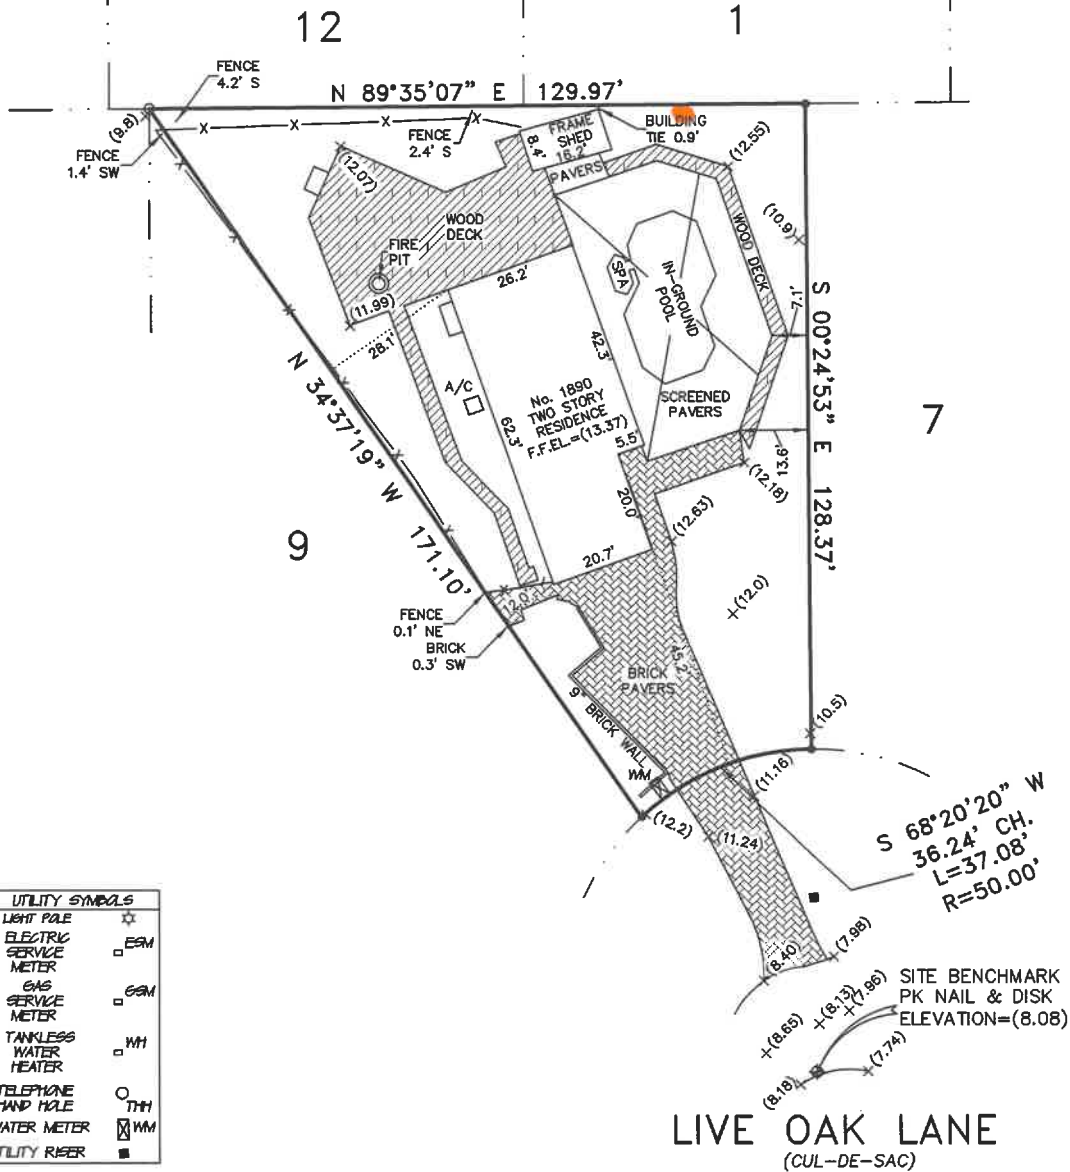 12
1
FENCE
4.2' S
N 89°35'07" E 129.97'
(9.8)
FENCE
1.4' SW
FENCE
2.4' S
FRAME
SHED
16.2'
8.4'
PAVERS
BUILDING
TIE 0.9'
(12.55)
(12.07)
WOOD
DECK
FIRE
PIT
(11.99)
26.2'
28.1'
SPA
IN-GROUND
POOL
WOOD DECK
(10.9)
7.1'
S 00°24'53" E 128.37'
7
42.3'
A/C
No. 1890
TWO STORY
RESIDENCE
F.F.EL.=(13.37)
62.3'
SCREENED
PAVERS
5.5'
13.6'
(12.18)
20.0'
(12.63)
N 34°37'19" W 171.10'
9
20.7'
12.0'
(12.0)
FENCE
0.1' NE
BRICK
0.3' SW
45.2'
BRICK
PAVERS
9" BRICK WALL
WM
(10.5)
(11.16)
(12.2)
(11.24)
S 68°20'20" W
36.24' CH.
L=37.08'
R=50.00'
(7.98)
(8.40)
(8.65)
(8.13)
(7.96)
SITE BENCHMARK
PK NAIL & DISK
ELEVATION=(8.08)
(7.74)
(8.18)
LIVE OAK LANE
(CUL-DE-SAC)
UTILITY SYMBOLS
LIGHT POLE
ELECTRIC
SERVICE
METER
ESM
GAS
SERVICE
METER
GSM
TANKLESS
WATER
HEATER
WH
TELEPHONE
HAND HOLE
THH
WATER METER
WM
UTILITY RISER